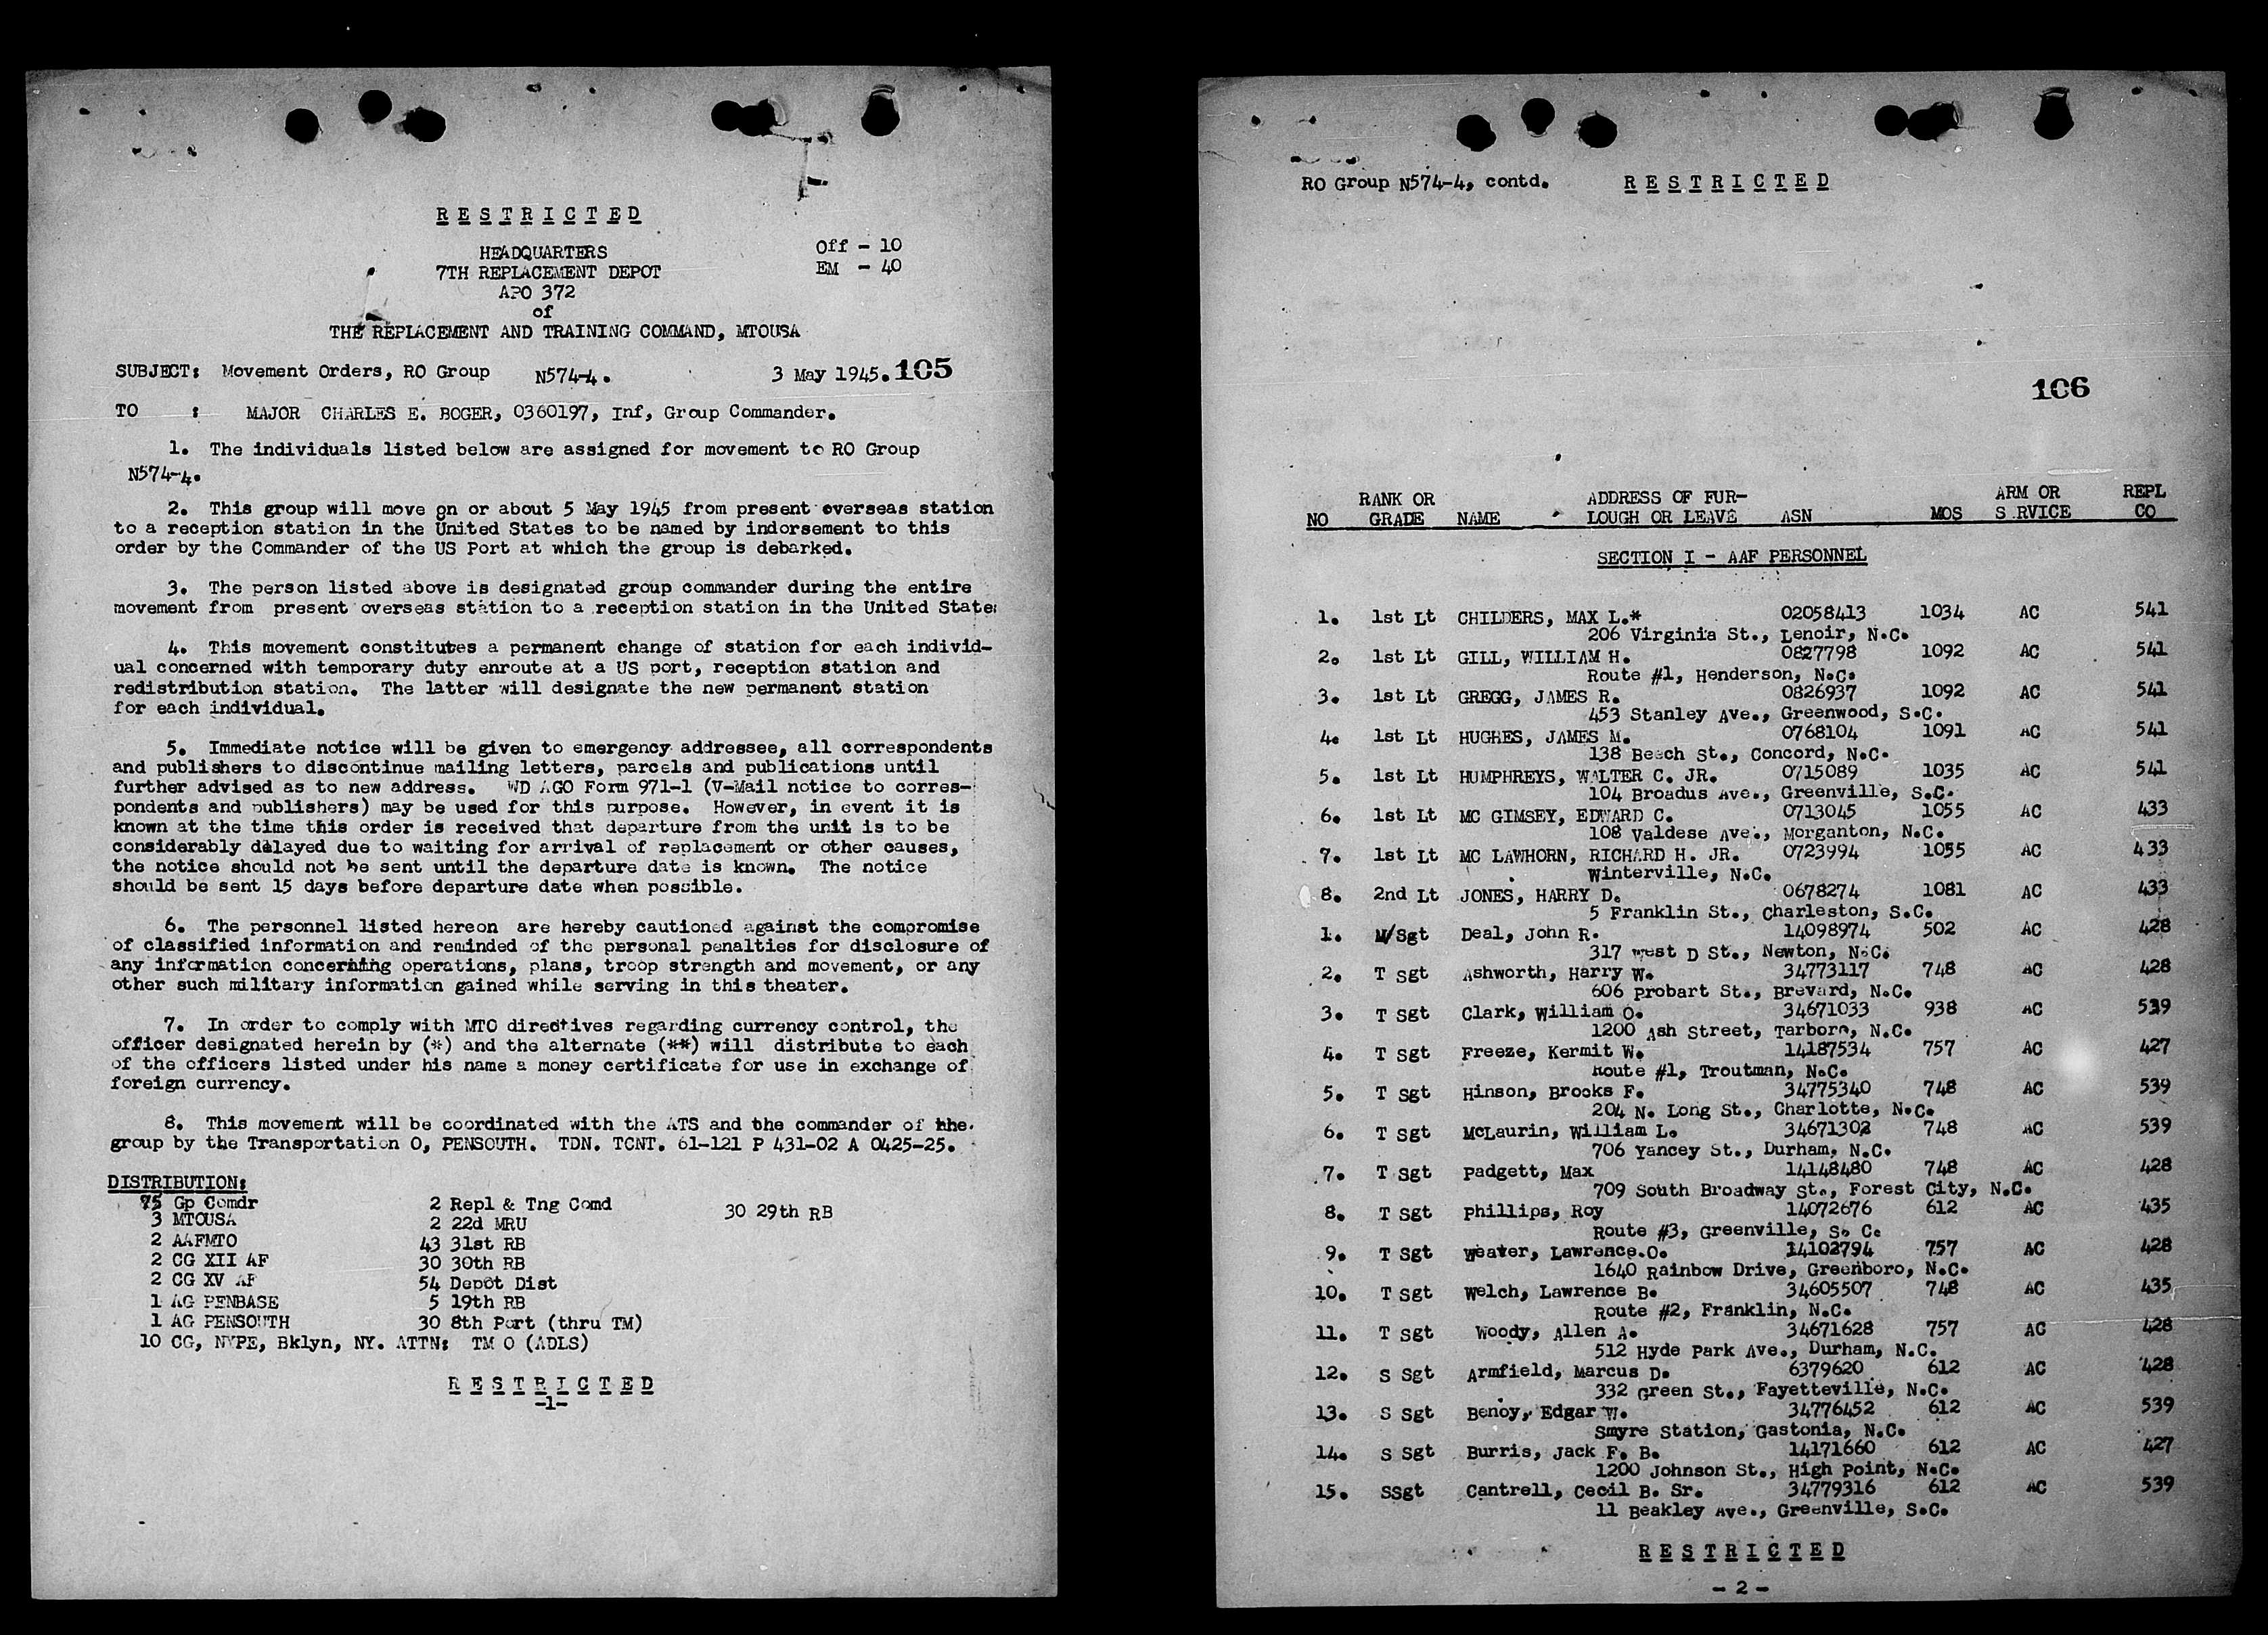 R E S T R I C T E D
HEADQUARTERS Off - 10
7TH REPLACEMENT DEPOT EM - 40
APO 372
of
THE REPLACEMENT AND TRAINING COMMAND, MTOUSA
SUBJECT: Movement Orders, RO Group N574-4. 3 May 1945. 105
TO : MAJOR CHARLES E. BOGER, 0360197, Inf, Group Commander.
1. The individuals listed below are assigned for movement to RO Group
N574-4.
2. This group will move on or about 5 May 1945 from present overseas station
to a reception station in the United States to be named by indorsement to this
order by the Commander of the US Port at which the group is debarked.
3. The person listed above is designated group commander during the entire
movement from present overseas station to a reception station in the United States
4. This movement constitutes a permanent change of station for each individ-
ual concerned with temporary duty enroute at a US port, reception station and
redistribution station. The latter will designate the new permanent station
for each individual.
5. Immediate notice will be given to emergency addressee, all correspondents
and publishers to discontinue mailing letters, parcels and publications until
further advised as to new address. WD AGO Form 971-1 (V-Mail notice to corres-
pondents and publishers) may be used for this purpose. However, in event it is
known at the time this order is received that departure from the unit is to be
considerably delayed due to waiting for arrival of replacement or other causes,
the notice should not be sent until the departure date is known. The notice
should be sent 15 days before departure date when possible.
6. The personnel listed hereon are hereby cautioned against the compromise
of classified information and reminded of the personal penalties for disclosure of
any information concerning operations, plans, troop strength and movement, or any
other such military information gained while serving in this theater.
7. In order to comply with MTO directives regarding currency control, the
officer designated herein by (*) and the alternate (**) will distribute to each
of the officers listed under his name a money certificate for use in exchange of
foreign currency.
8. This movement will be coordinated with the ATS and the commander of the
group by the Transportation O, PENSOUTH. TDN. TCNT. 61-121 P 431-02 A 0425-25.
DISTRIBUTION:
75 Gp Comdr 2 Repl & Tng Comd 30 29th RB
3 MTOUSA 2 22d MRU
2 AAFMTO 43 31st RB
2 CG XII AF 30 30th RB
2 CG XV AF 54 Depot Dist
1 AG PENBASE 5 19th RB
1 AG PENSOUTH 30 8th Port (thru TM)
10 CG, NYPE, Bklyn, NY. ATTN: TM O (ADLS)
R E S T R I C T E D
-1-
RO Group N574-4, contd. R E S T R I C T E D
106
RANK OR ADDRESS OF FUR- ARM OR REPL
NO GRADE NAME LOUGH OR LEAVE ASN MOS S RVICE CO
SECTION I - AAF PERSONNEL
1. 1st Lt CHILDERS, MAX L.* 02058413 1034 AC 541
206 Virginia St., Lenoir, N.C.
2. 1st Lt GILL, WILLIAM H. 0827798 1092 AC 541
Route #1, Henderson, N.C.
3. 1st Lt GREGG, JAMES R. 0826937 1092 AC 541
453 Stanley Ave., Greenwood, S.C.
4. 1st Lt HUGHES, JAMES M. 0768104 1091 AC 541
138 Beech St., Concord, N.C.
5. 1st Lt HUMPHREYS, WALTER C. JR. 0715089 1035 AC 541
104 Broadus Ave., Greenville, S.C.
6. 1st Lt MC GIMSEY, EDWARD C. 0713045 1055 AC 433
108 Valdese Ave., Morganton, N.C.
7. 1st Lt MC LAWHORN, RICHARD H. JR. 0723994 1055 AC 433
Winterville, N.C.
8. 2nd Lt JONES, HARRY D. 0678274 1081 AC 433
5 Franklin St., Charleston, S.C.
1. M/Sgt Deal, John R. 14098974 502 AC 428
317 West D St., Newton, N.C.
2. T Sgt Ashworth, Harry W. 34773117 748 AC 428
606 Probart St., Brevard, N.C.
3. T Sgt Clark, William O. 34671033 938 AC 539
1200 Ash Street, Tarboro, N.C.
4. T Sgt Freeze, Kermit W. 14187534 757 AC 427
Route #1, Troutman, N.C.
5. T Sgt Hinson, Brooks F. 34775340 748 AC 539
204 N. Long St., Charlotte, N.C.
6. T Sgt McLaurin, William L. 34671302 748 AC 539
706 Yancey St., Durham, N.C.
7. T Sgt Padgett, Max 14148480 748 AC 428
709 South Broadway St., Forest City, N.C.
8. T Sgt Phillips, Roy 14072676 612 AC 435
Route #3, Greenville, S. C.
9. T Sgt Weater, Lawrence.O. 14102794 757 AC 428
1640 Rainbow Drive, Greenboro, N.C.
10. T Sgt Welch, Lawrence B. 34605507 748 AC 435
Route #2, Franklin, N.C.
11. T Sgt Woody, Allen A. 34671628 757 AC 428
512 Hyde Park Ave., Durham, N.C.
12. S Sgt Armfield, Marcus D. 6379620 612 AC 428
332 Green St., Fayetteville, N.C.
13. S Sgt Benoy, Edgar W. 34776452 612 AC 539
Smyre Station, Gastonia, N.C.
14. S Sgt Burris, Jack F. B. 14171660 612 AC 427
1200 Johnson St., High Point, N.C.
15. SSgt Cantrell, Cecil B. Sr. 34779316 612 AC 539
11 Beakley Ave., Greenville, S.C.
R E S T R I C T E D
- 2 -